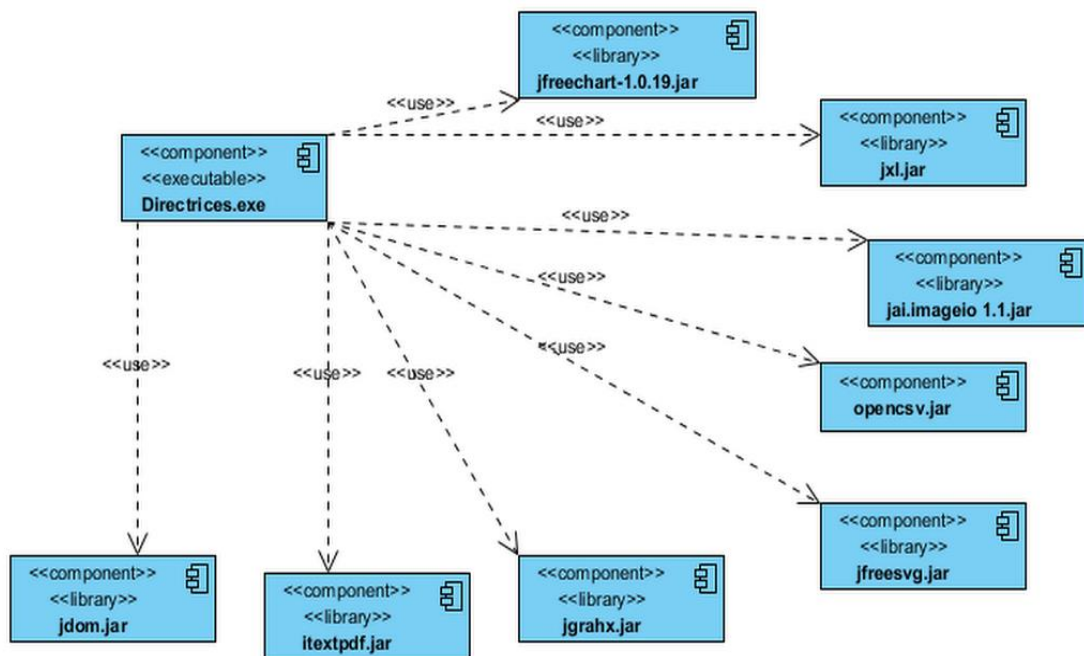 <<component>>
<<library>>
jfreechart-1.0.19.jar
<<use>>
<<use>>
<<component>>
<<library>>
jxl.jar
<<component>>
<<executable>>
Directrices.exe
<<use>>
<<component>>
<<library>>
jai.imageio 1.1.jar
<<use>>
<<use>>
<<use>>
<<use>>
<<use>>
<<component>>
opencsv.jar
<<component>>
<<library>>
jfreesvg.jar
<<component>>
<<library>>
jdom.jar
<<component>>
<<library>>
itextpdf.jar
<<component>>
<<library>>
jgrahx.jar